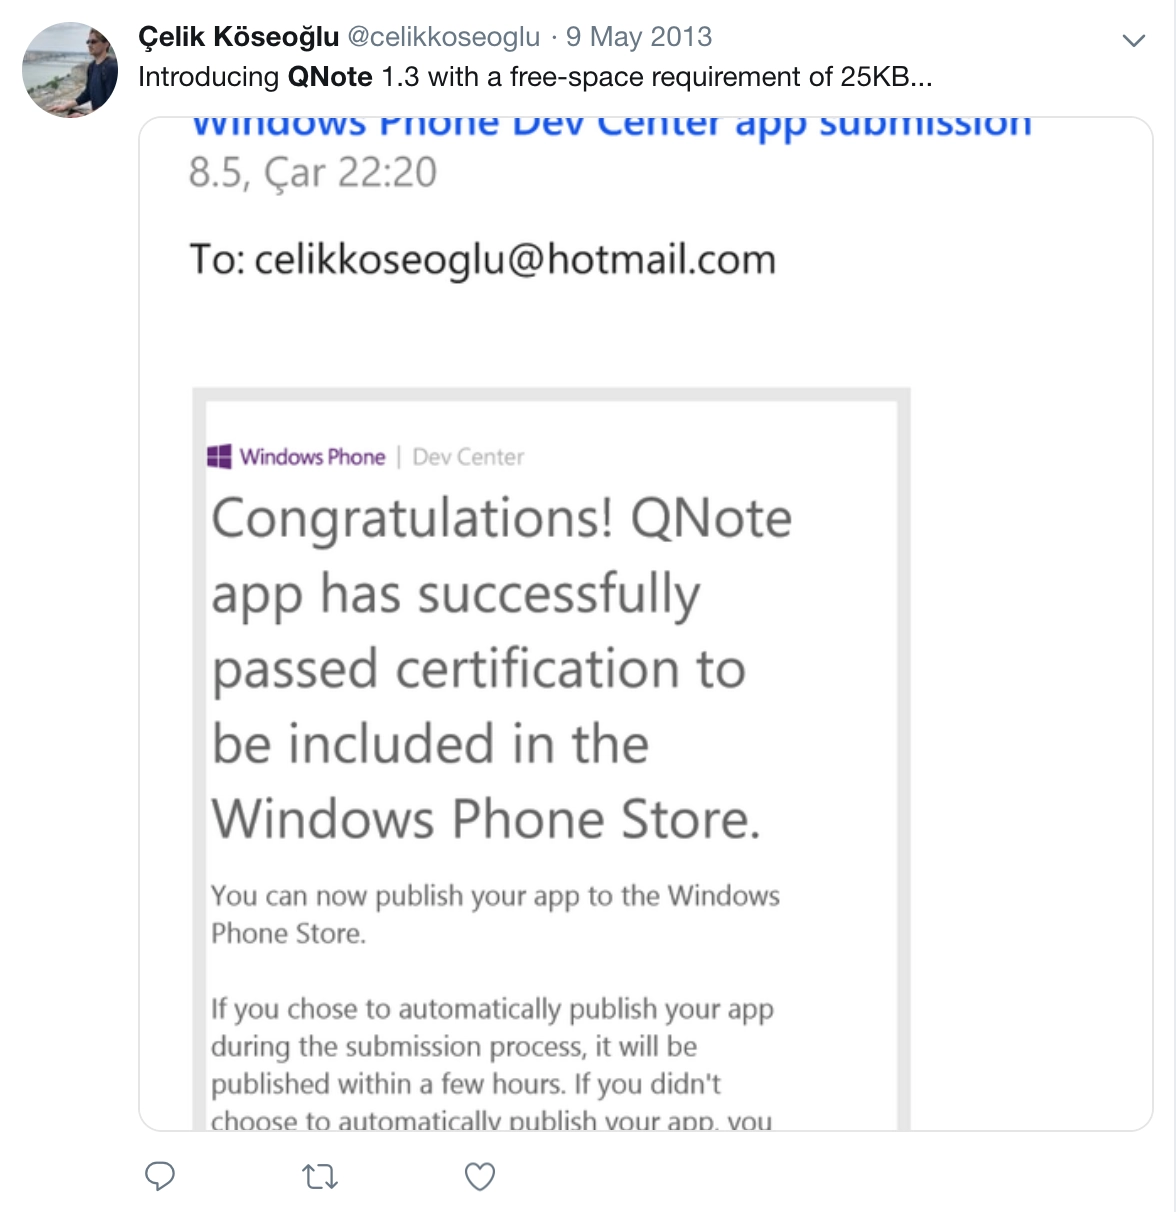 Çelik Köseoğlu @celikkoseoglu · 9 May 2013
Introducing QNote 1.3 with a free-space requirement of 25KB...
Windows Phone Dev Center app submission
8.5, Çar 22:20
To: celikkoseoglu@hotmail.com
Windows Phone | Dev Center
Congratulations! QNote
app has successfully
passed certification to
be included in the
Windows Phone Store.
You can now publish your app to the Windows
Phone Store.
If you chose to automatically publish your app
during the submission process, it will be
published within a few hours. If you didn't
choose to automatically publish your app, you